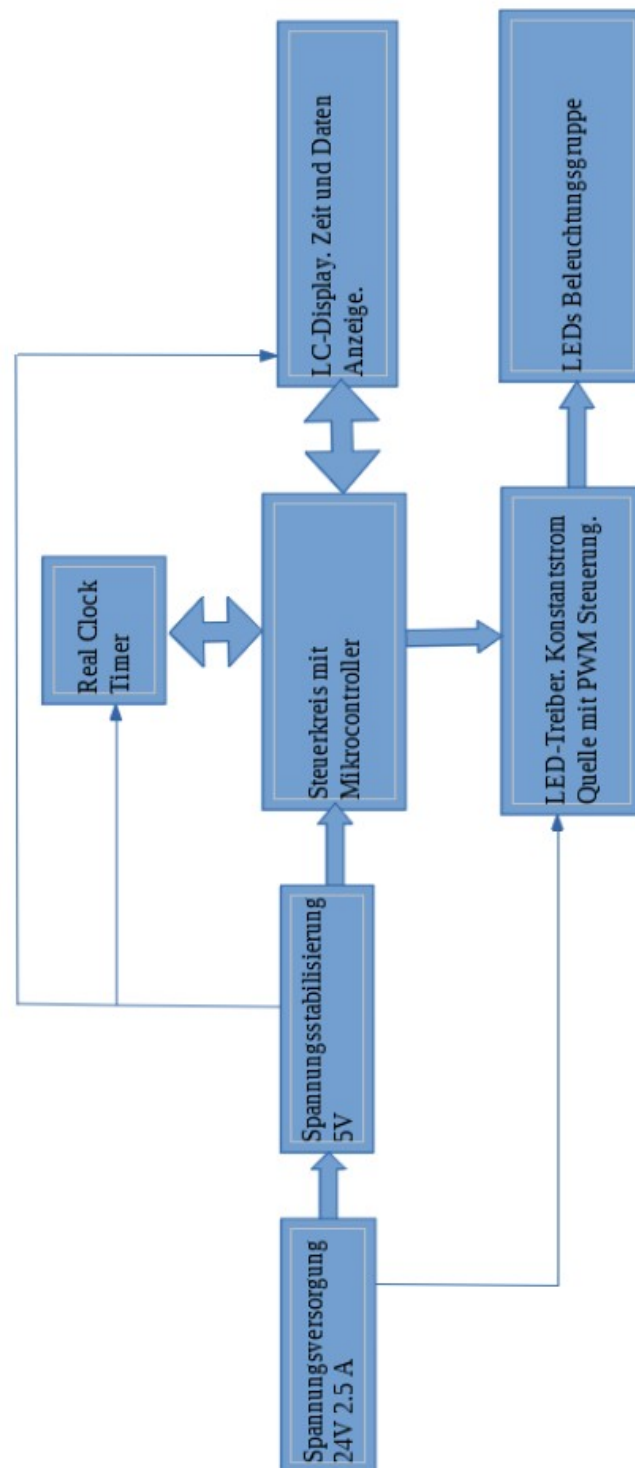 Spannungsversorgung
24V 2.5 A
Spannungsstabilisierung
5V
Real Clock
Timer
Steuerkreis mit
Mikrocontroller
LC-Display. Zeit und Daten
Anzeige.
LED-Treiber. Konstantstrom
Quelle mit PWM Steuerung.
LEDs Beleuchtungsgruppe